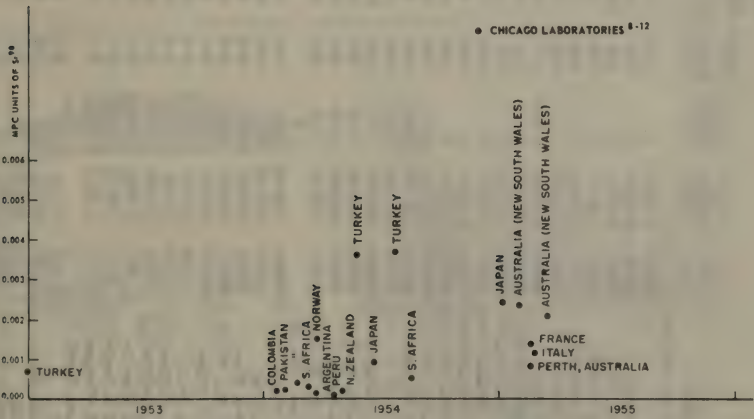 CHICAGO LABORATORIES 8-12
MPC UNITS OF Sr90
0.006
0.005
0.004
0.003
0.002
0.001
0.000
TURKEY
COLOMBIA
PAKISTAN
"
S. AFRICA
NORWAY
ARGENTINA
PERU
N. ZEALAND
TURKEY
JAPAN
TURKEY
S. AFRICA
JAPAN
AUSTRALIA (NEW SOUTH WALES)
AUSTRALIA (NEW SOUTH WALES)
FRANCE
ITALY
PERTH, AUSTRALIA
1953
1954
1955